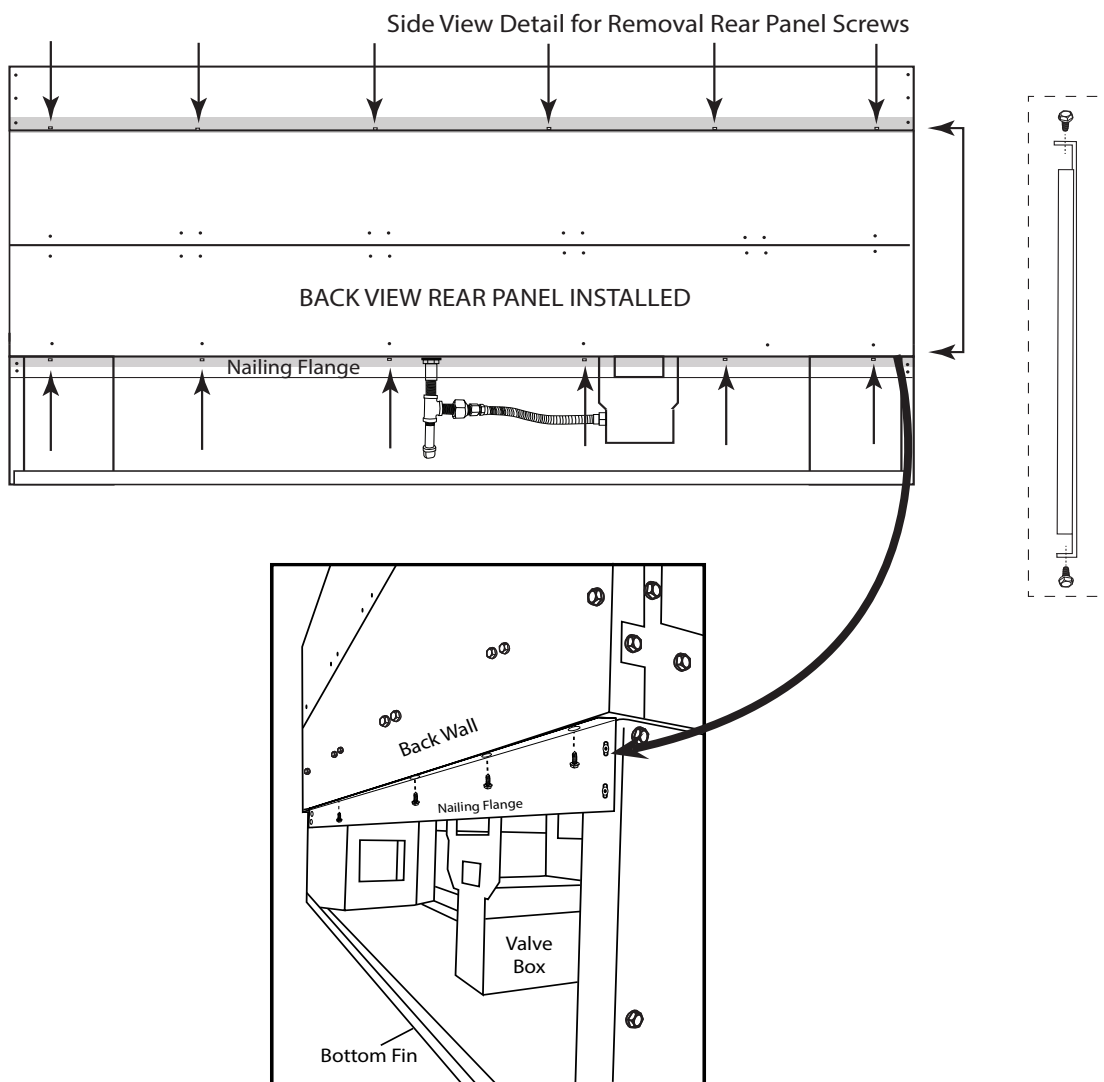 Side View Detail for Removal Rear Panel Screws
BACK VIEW REAR PANEL INSTALLED
Nailing Flange
Back Wall
Nailing Flange
Valve
Box
Bottom Fin